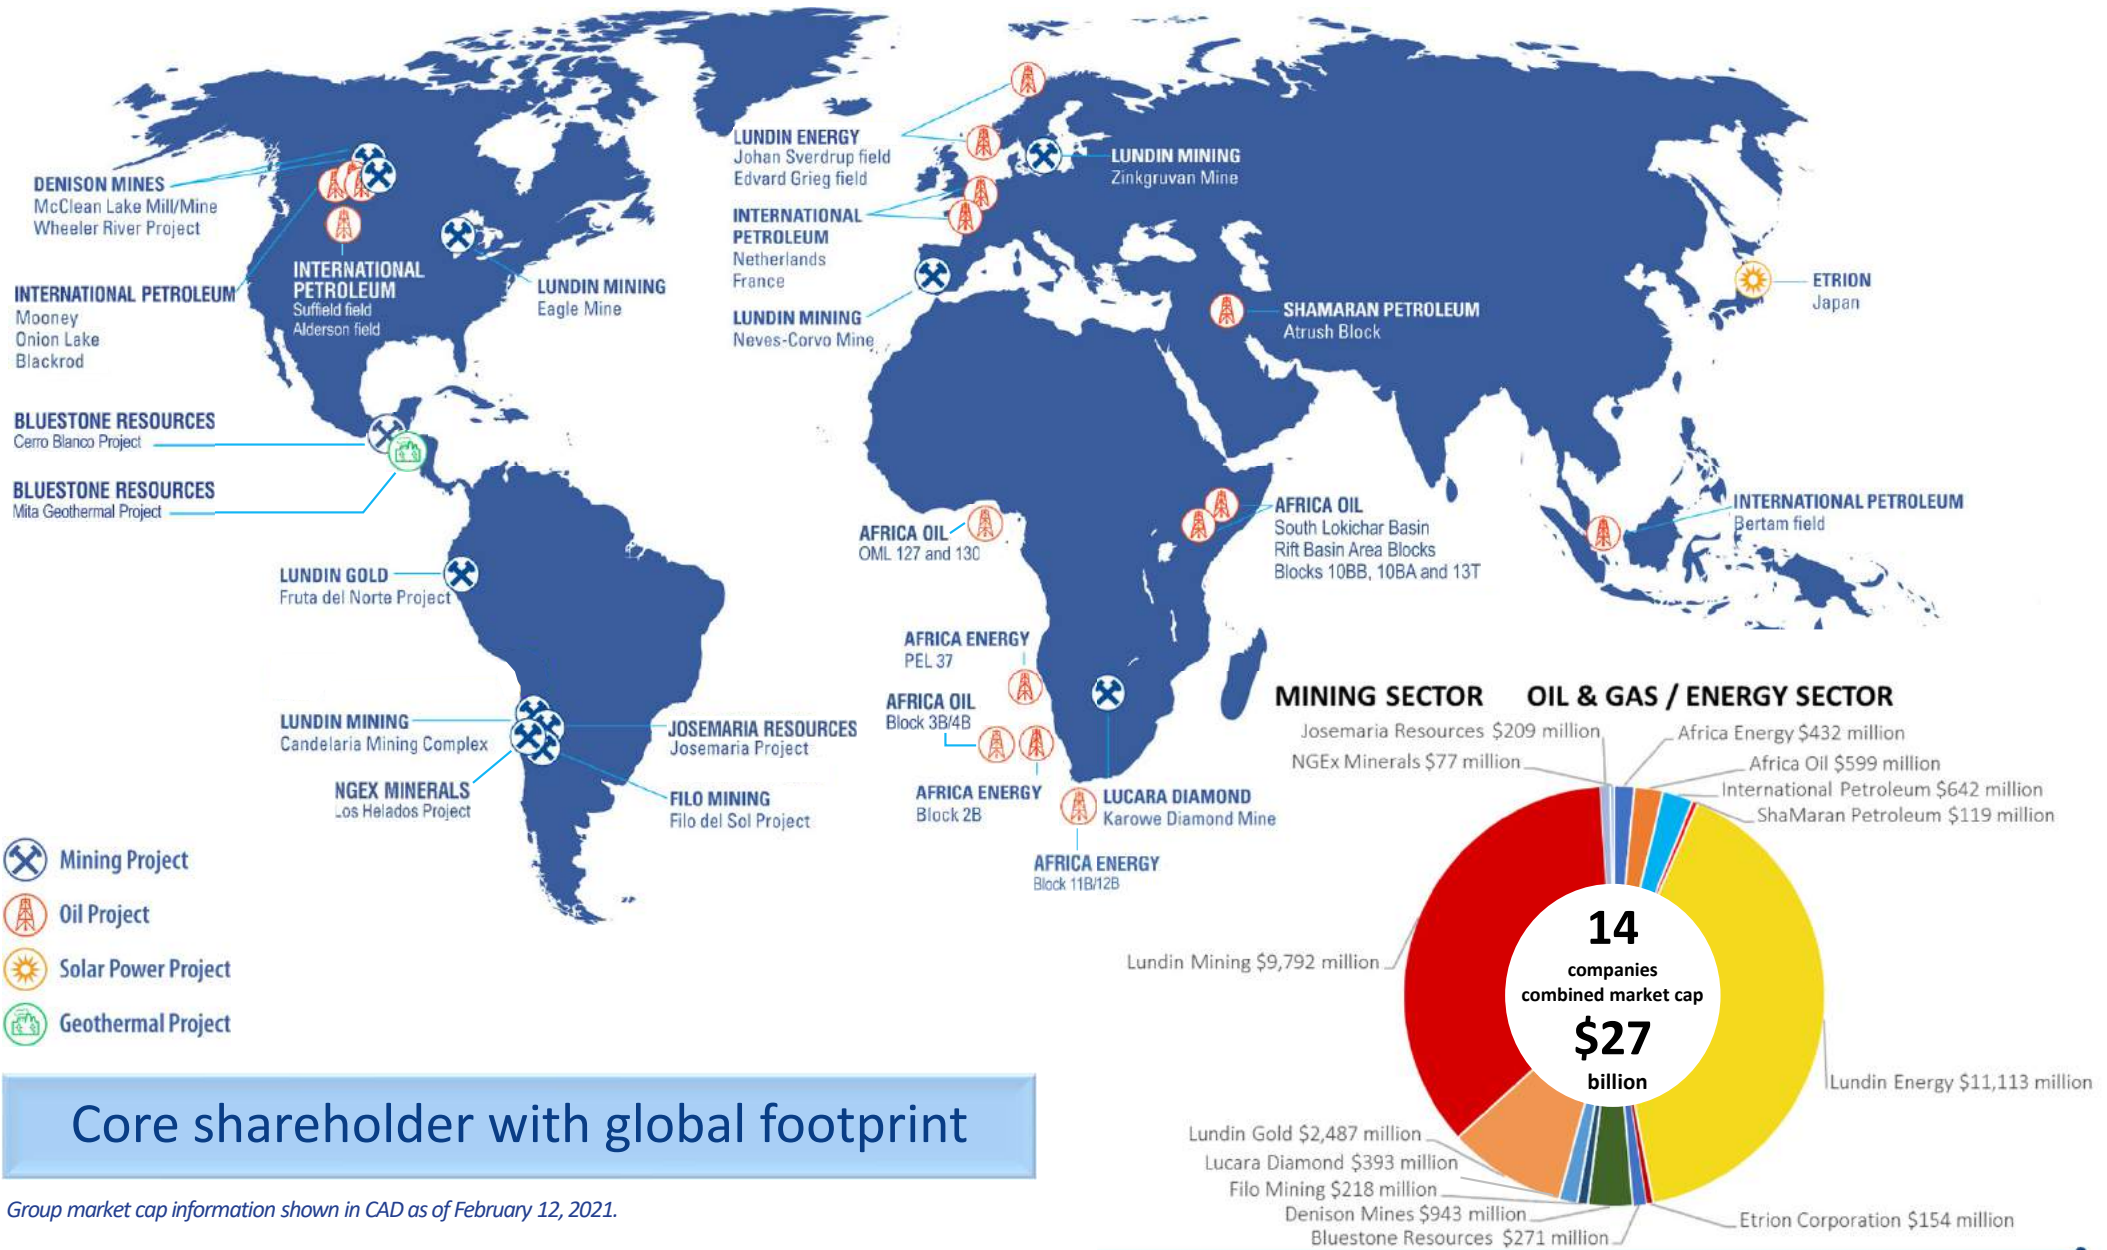 LUNDIN ENERGY
Johan Sverdrup field
Edvard Grieg field
LUNDIN MINING
Zinkgruvan Mine
DENISON MINES
McClean Lake Mill/Mine
Wheeler River Project
INTERNATIONAL
PETROLEUM
Netherlands
France
INTERNATIONAL
PETROLEUM
Suffield field
Alderson field
LUNDIN MINING
Eagle Mine
INTERNATIONAL PETROLEUM
Mooney
Onion Lake
Blackrod
LUNDIN MINING
Neves-Corvo Mine
SHAMARAN PETROLEUM
Atrush Block
ETRION
Japan
BLUESTONE RESOURCES
Cerro Blanco Project
BLUESTONE RESOURCES
Mita Geothermal Project
AFRICA OIL
OML 127 and 130
AFRICA OIL
South Lokichar Basin
Rift Basin Area Blocks
Blocks 10BB, 10BA and 13T
INTERNATIONAL PETROLEUM
Bertam field
LUNDIN GOLD
Fruta del Norte Project
AFRICA ENERGY
PEL 37
AFRICA OIL
Block 3B/4B
LUNDIN MINING
Candelaria Mining Complex
JOSEMARIA RESOURCES
Josemaria Project
NGEX MINERALS
Los Helados Project
FILO MINING
Filo del Sol Project
AFRICA ENERGY
Block 2B
LUCARA DIAMOND
Karowe Diamond Mine
AFRICA ENERGY
Block 11B/12B
Mining Project
Oil Project
Solar Power Project
Geothermal Project
MINING SECTOR
OIL & GAS / ENERGY SECTOR
Josemaria Resources $209 million
NGEx Minerals $77 million
Africa Energy $432 million
Africa Oil $599 million
International Petroleum $642 million
ShaMaran Petroleum $119 million
14
companies
combined market cap
$27
billion
Lundin Mining $9,792 million
Lundin Energy $11,113 million
Lundin Gold $2,487 million
Lucara Diamond $393 million
Filo Mining $218 million
Denison Mines $943 million
Bluestone Resources $271 million
Etrion Corporation $154 million
Core shareholder with global footprint
Group market cap information shown in CAD as of February 12, 2021.